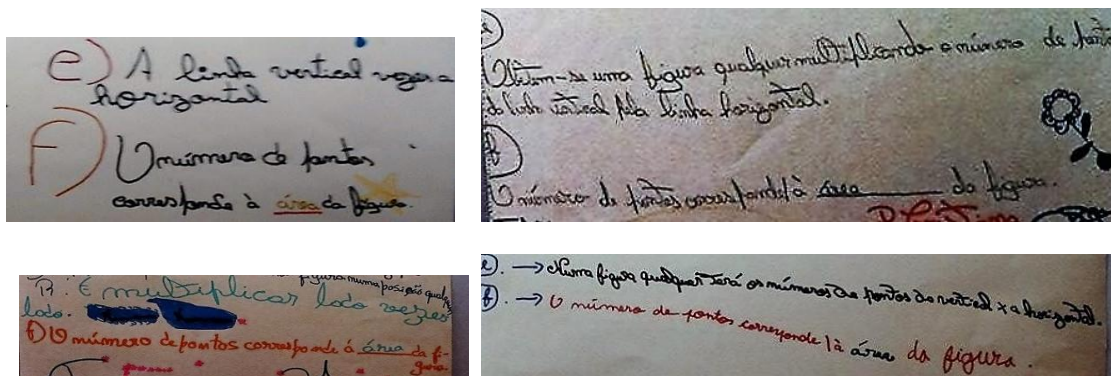 e) A linha vertical vezes a
horizontal
f) O número de pontos
corresponde à área da figura.
Obtem-se uma figura qualquer multiplicando o número de pontos
da linha vertical pela linha horizontal.
f)
O número de pontos corresponde à área da figura.
R: É multiplicar lado vezes
lado.
f) O número de pontos corresponde á área da fi-
gura.
e). → Numa figura qualquer será os números de pontos da vertical x a horizontal.
f). → O número de pontos corresponde à área da figura.